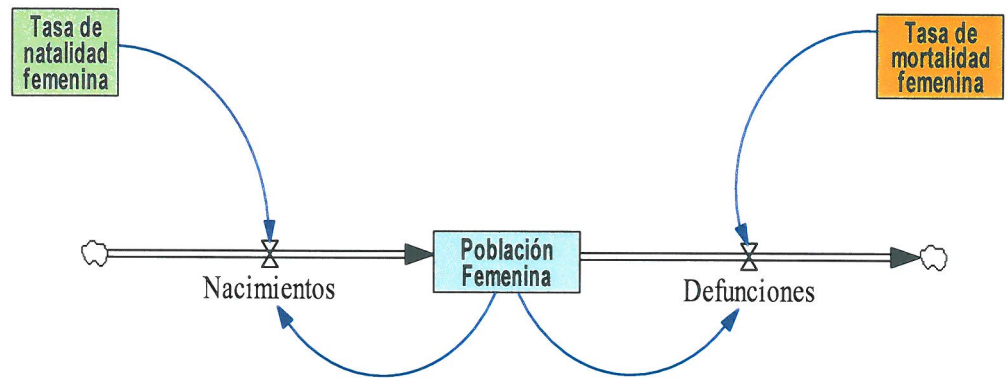 Tasa de
natalidad
femenina
Tasa de
mortalidad
femenina
Población
Femenina
Nacimientos
Defunciones